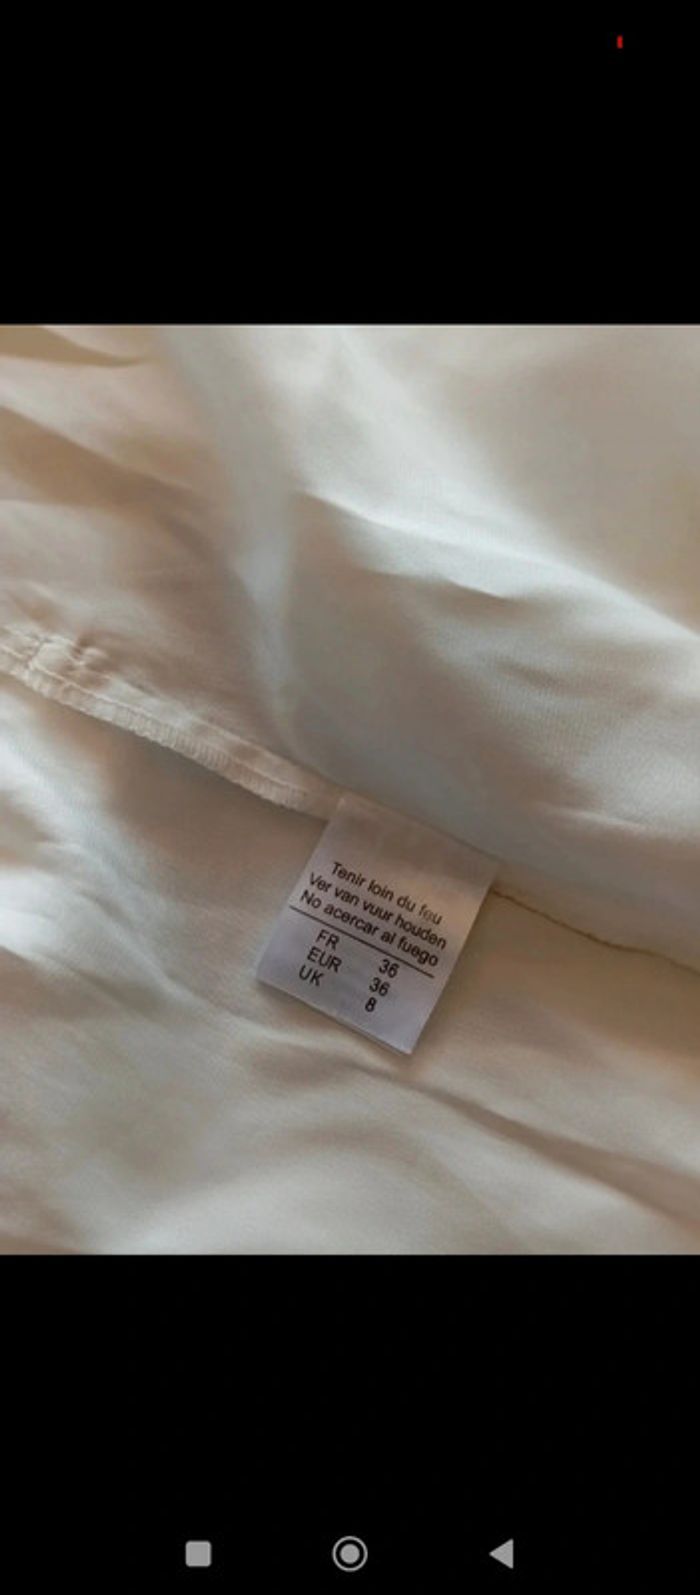 Tenir loin du feu
Ver van vuur houden
No acercar al fuego
FR 36
EUR 36
UK 8